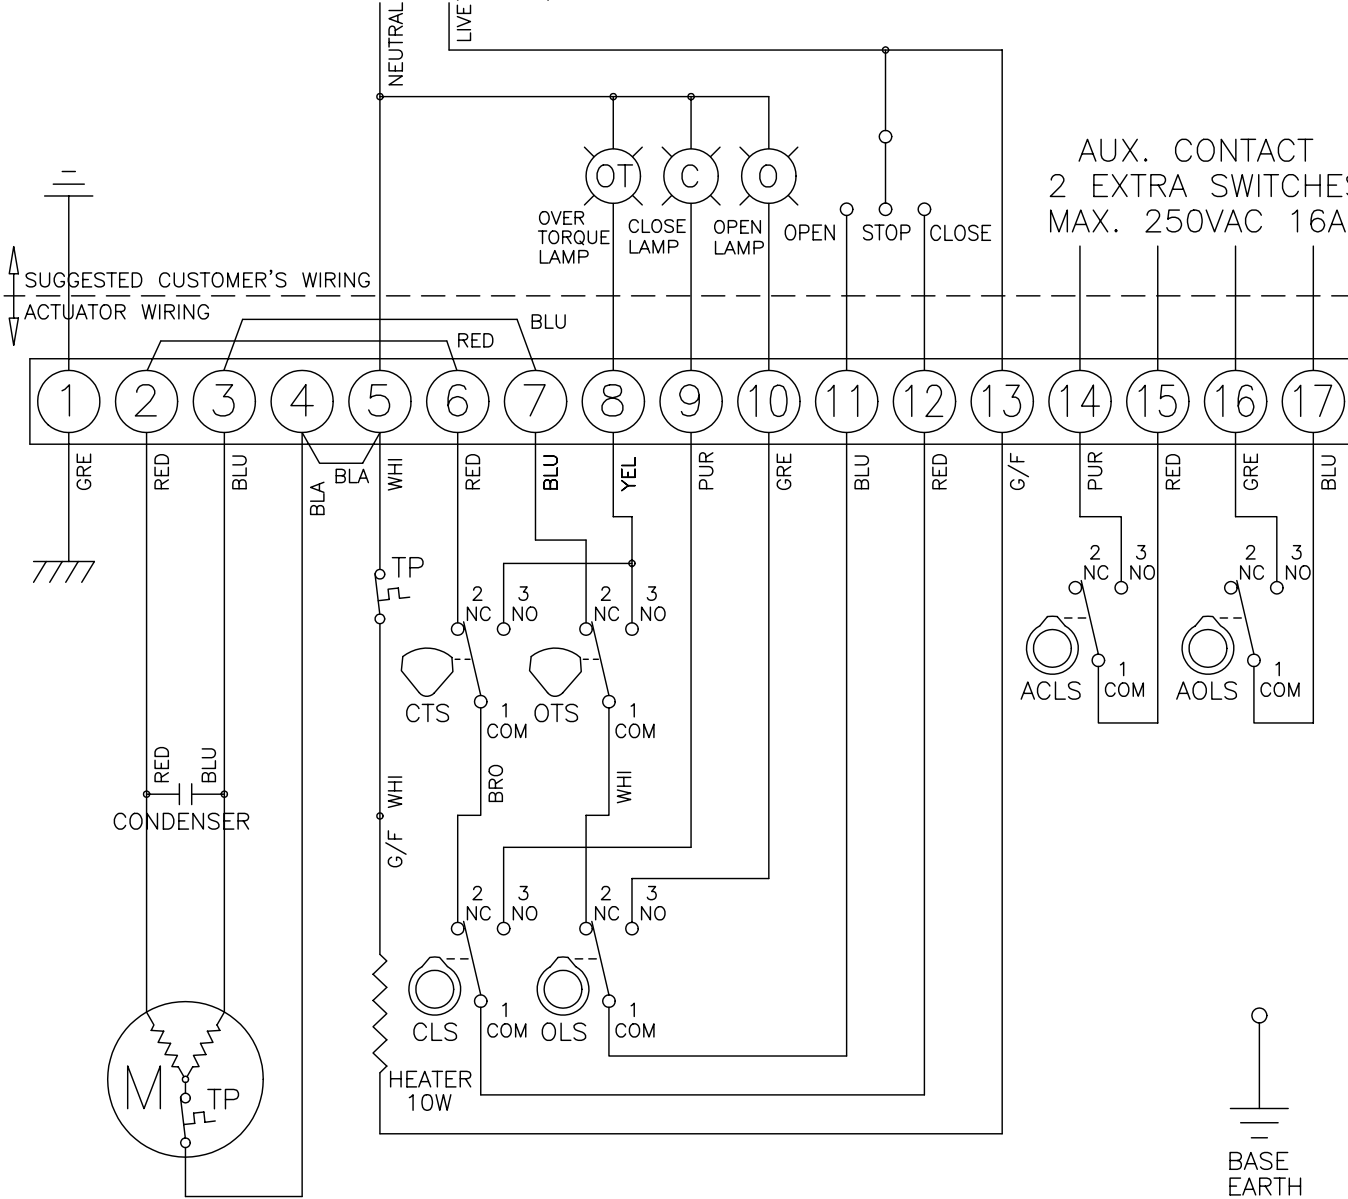 NEUTRAL
LIVE
AUX. CONTACT
2 EXTRA SWITCHES
MAX. 250VAC 16A
OT
C
O
OVER
TORQUE
LAMP
CLOSE
LAMP
OPEN
LAMP
OPEN
STOP
CLOSE
SUGGESTED CUSTOMER'S WIRING
ACTUATOR WIRING
BLU
RED
1 2 3 4 5 6 7 8 9 10 11 12 13 14 15 16 17
GRE
RED
BLU
BLA
BLA
WHI
RED
BLU
YEL
PUR
GRE
BLU
RED
G/F
PUR
RED
GRE
BLU
TP
2
NC
3
NO
2
NC
3
NO
2
NC
3
NO
2
NC
3
NO
CTS
1
COM
OTS
1
COM
ACLS
1
COM
AOLS
1
COM
RED
BLU
CONDENSER
WHI
G/F
BRO
WHI
2
NC
3
NO
2
NC
3
NO
CLS
1
COM
OLS
1
COM
M
TP
HEATER
10W
BASE
EARTH